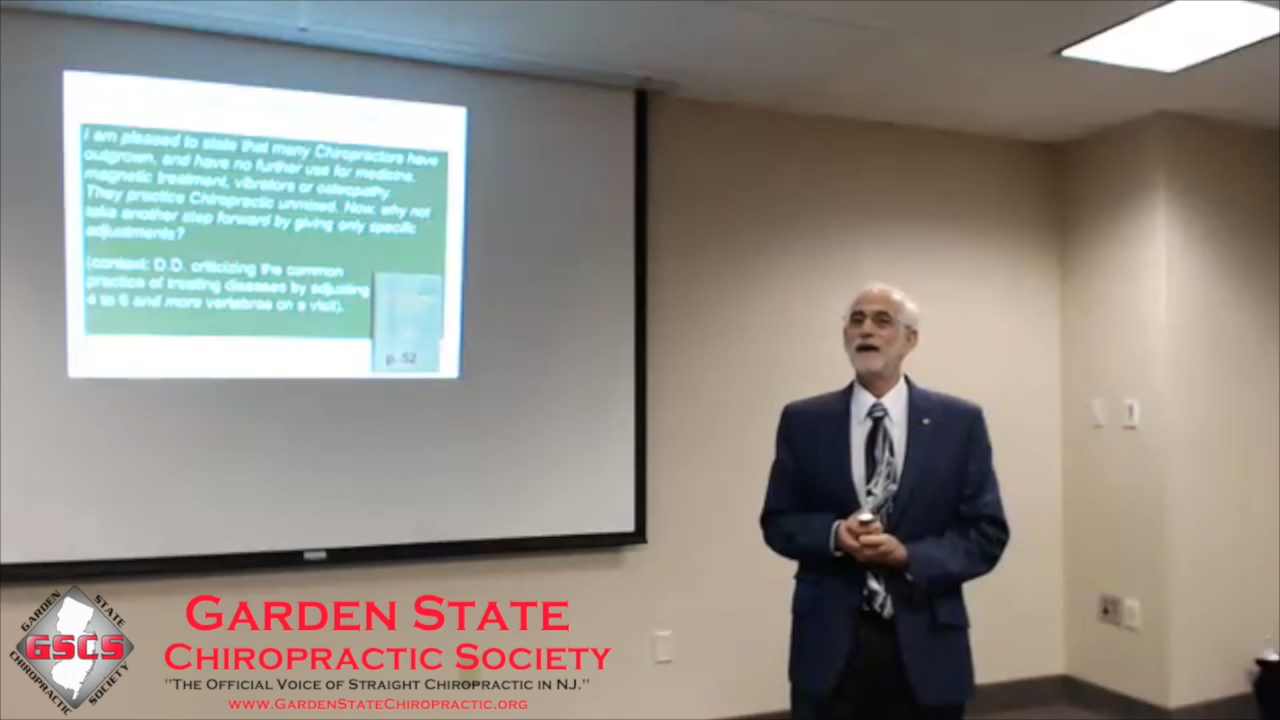 I am pleased to state that many Chiropractors have
outgrown, and have no further use for medicine,
magnetic treatment, vibrators or osteopathy.
They practice Chiropractic unmixed. Now, why not
take another step forward by giving only specific
adjustments?
(context: D.D. criticizing the common
practice of treating diseases by adjusting
4 to 6 and more vertebrae on a visit).
p. 52
GARDEN STATE
GSCS
CHIROPRACTIC SOCIETY
GARDEN STATE
CHIROPRACTIC SOCIETY
"THE OFFICIAL VOICE OF STRAIGHT CHIROPRACTIC IN NJ."
WWW.GARDENSTATECHIROPRACTIC.ORG